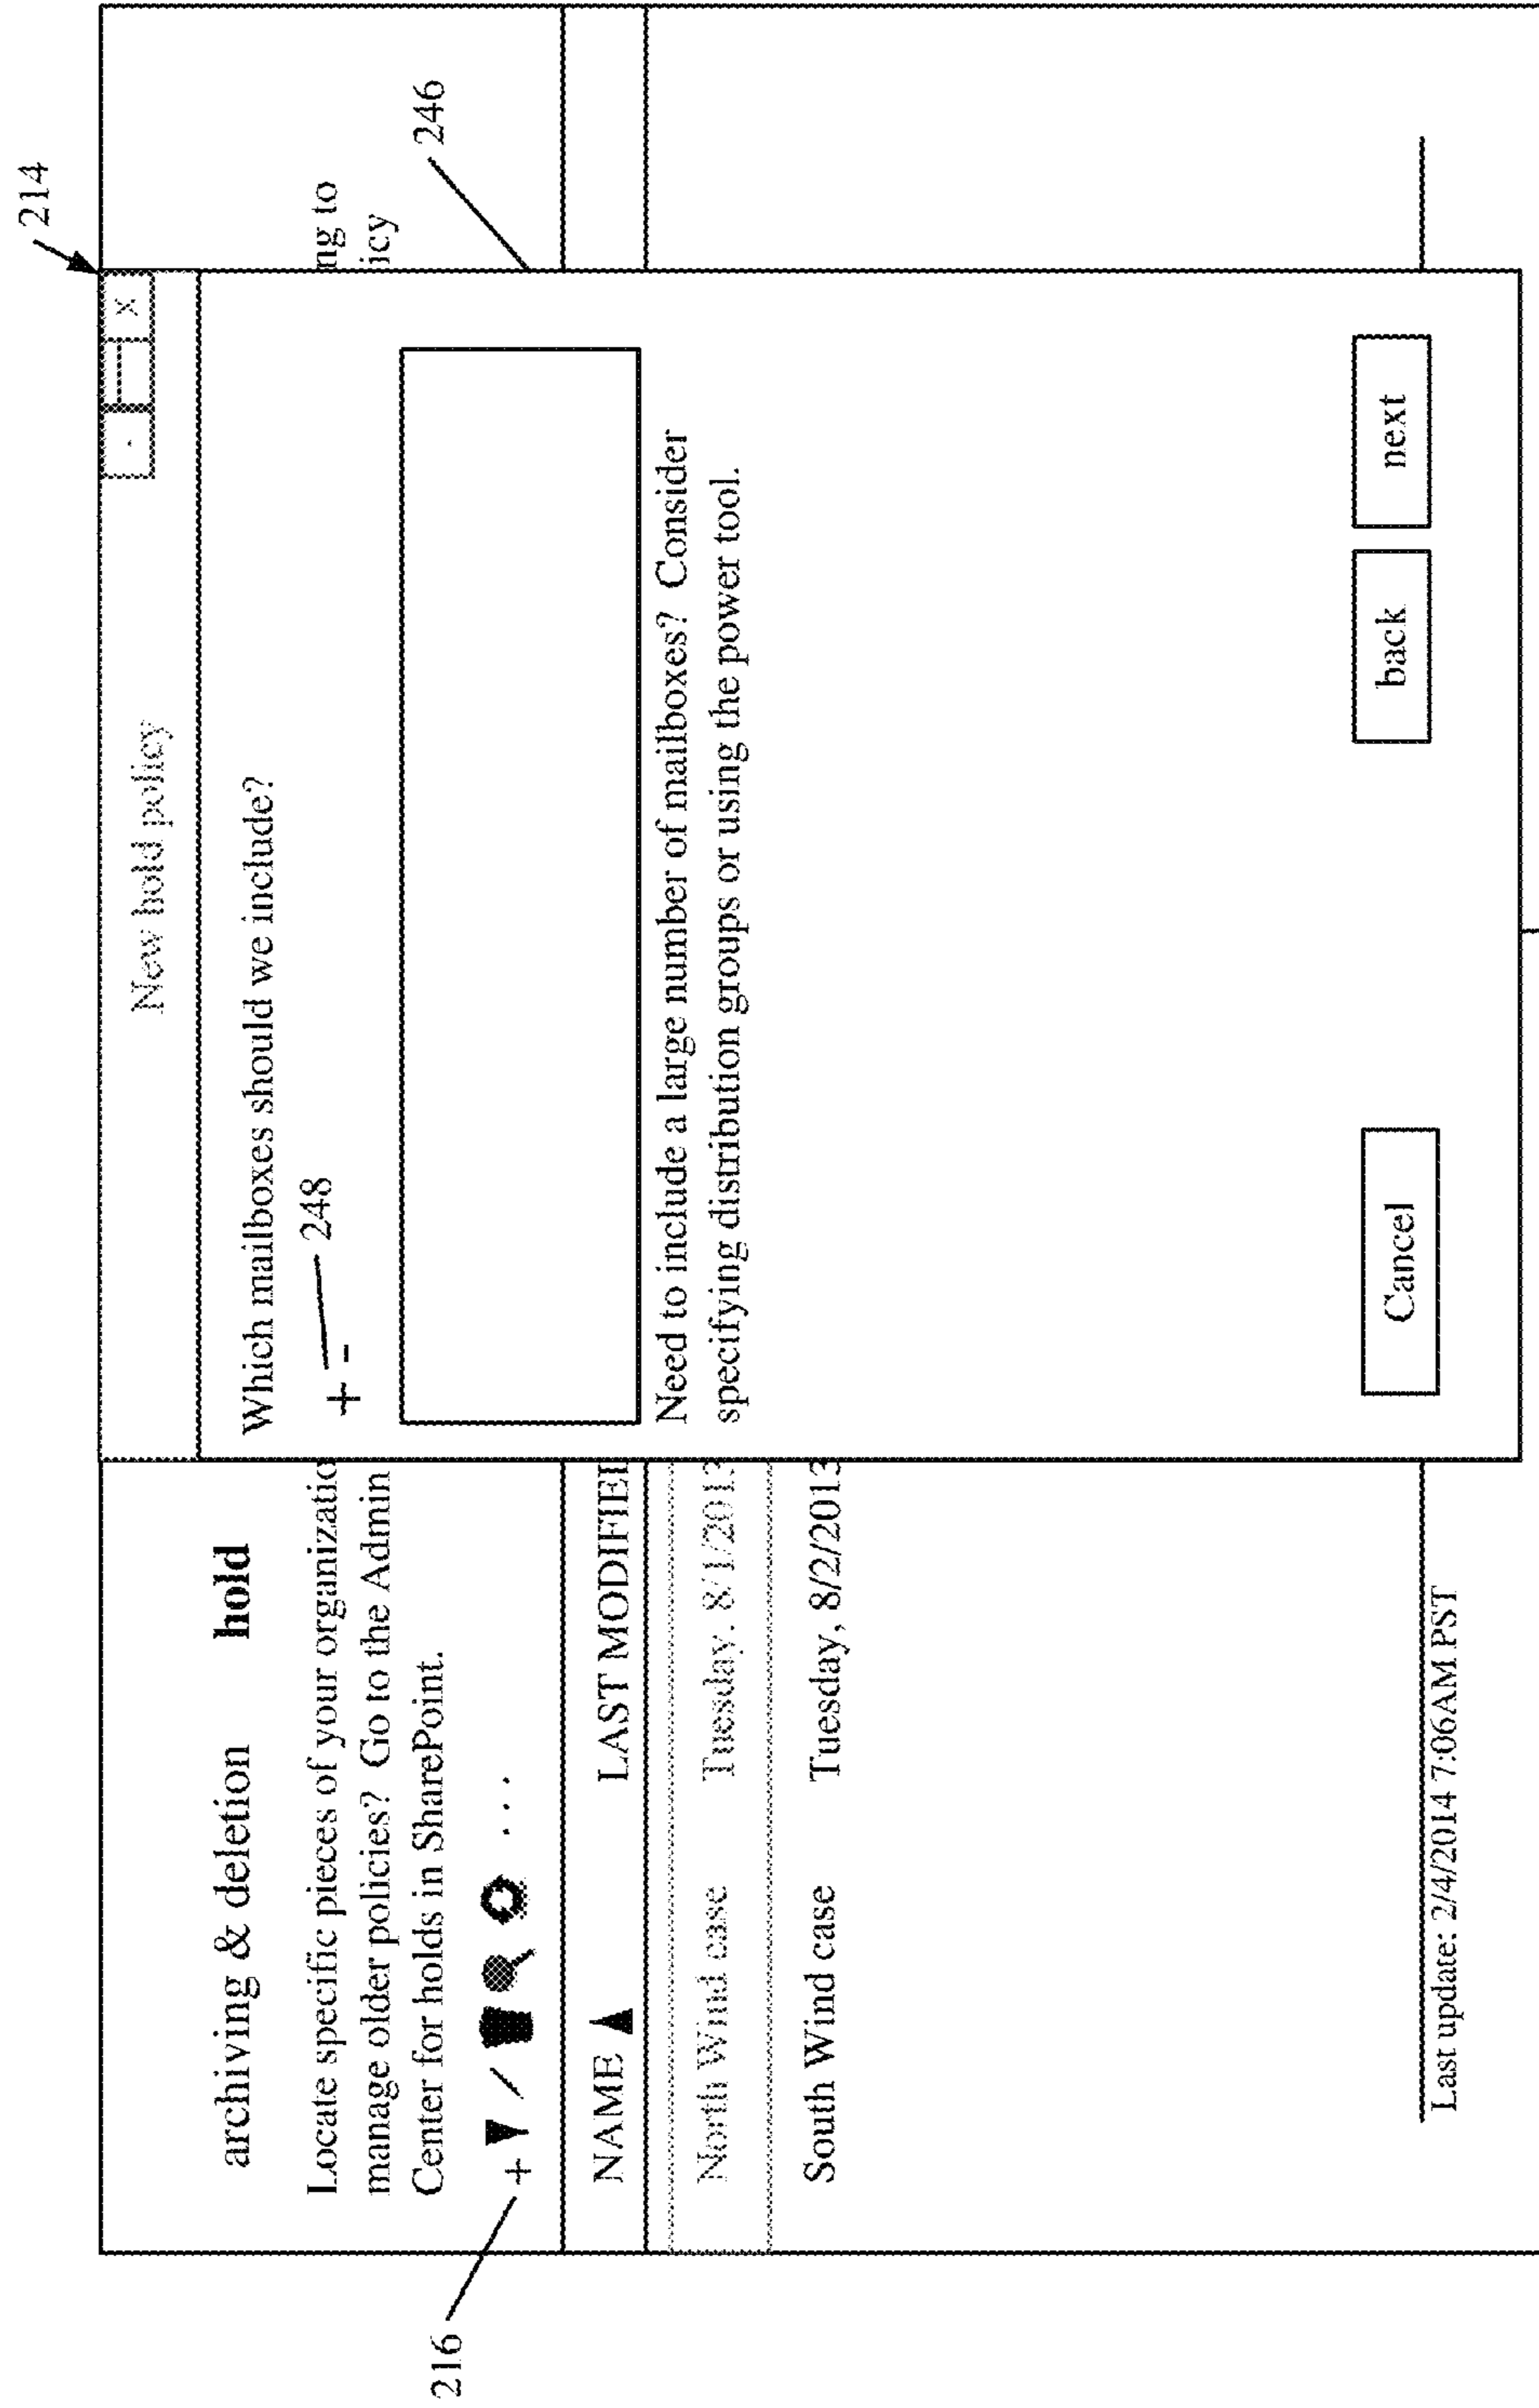 214
New hold policy
- x
archiving & deletion hold
Which mailboxes should we include?
Locate specific pieces of your organizatio
ng to
manage older policies? Go to the Admin
icy
Center for holds in SharePoint.
+ - 248
246
216
+ ...
NAME LAST MODIFIED
North Wind case Tuesday, 8/1/2013
South Wind case Tuesday, 8/2/2013
Need to include a large number of mailboxes? Consider
specifying distribution groups or using the power tool.
Cancel back next
Last update: 2/4/2014 7:06AM PST